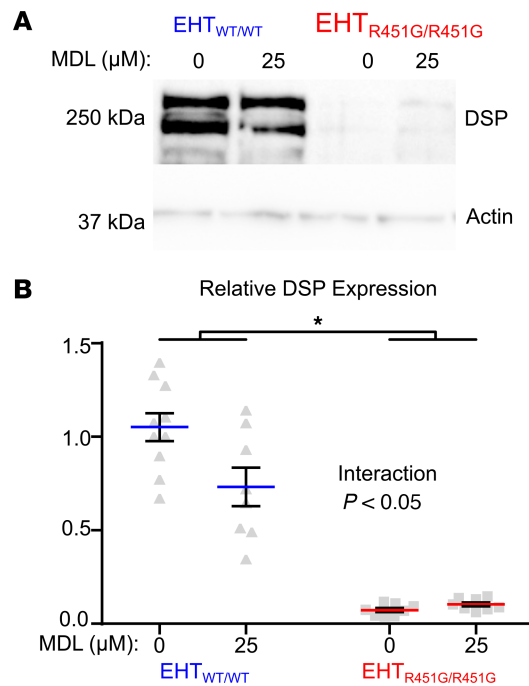 A
EHTWT/WT EHTR451G/R451G
MDL (µM): 0 25 0 25
250 kDa DSP
37 kDa Actin
B
Relative DSP Expression
*
1.5
1.0
Interaction
P < 0.05
0.5
0.0
MDL (µM): 0 25 0 25
EHTWT/WT EHTR451G/R451G